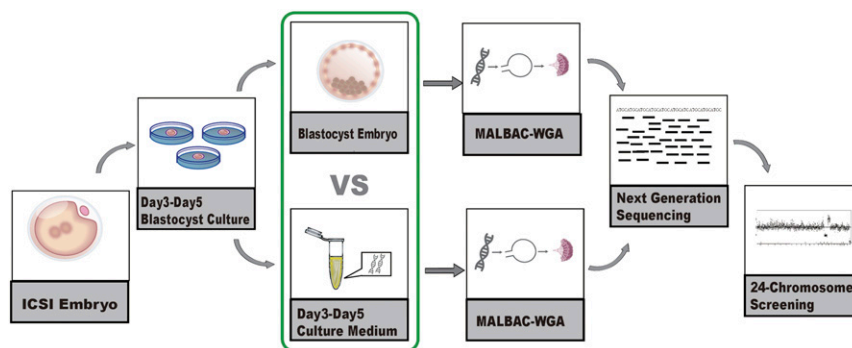 ICSI Embryo
Day3-Day5
Blastocyst Culture
Blastocyst Embryo
VS
Day3-Day5
Culture Medium
MALBAC-WGA
MALBAC-WGA
Next Generation
Sequencing
24-Chromosome
Screening